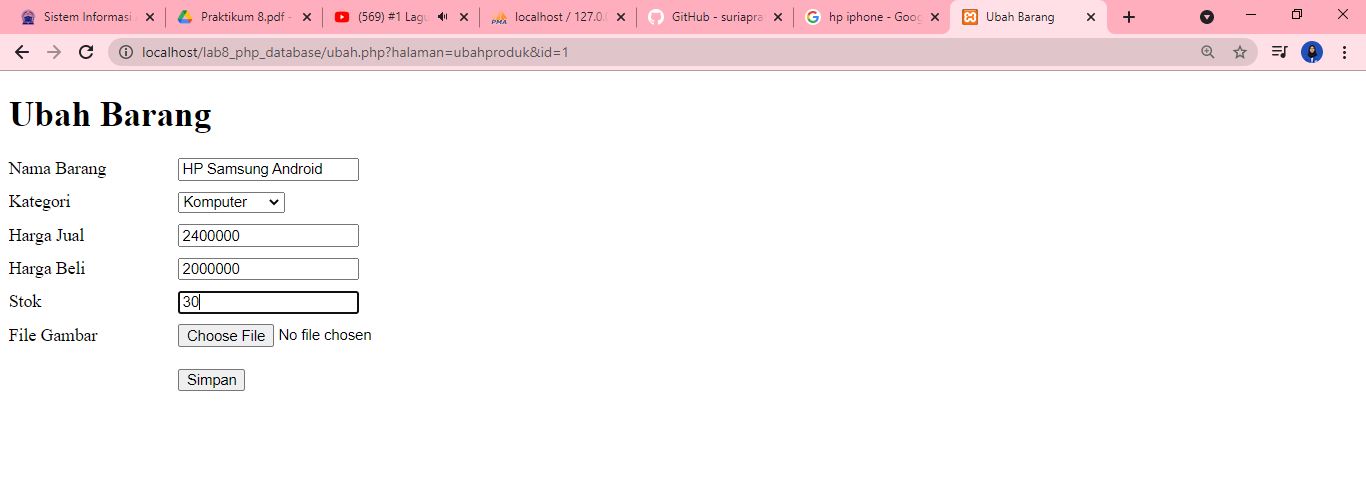 Sistem Informasi
Praktikum 8.pdf -
(569) #1 Lagu
PMA
localhost / 127.0.0
GitHub - suriapra
hp iphone - Goog
Ubah Barang
localhost/lab8_php_database/ubah.php?halaman=ubahproduk&id=1
Ubah Barang
Nama Barang HP Samsung Android
Kategori Komputer
Harga Jual 2400000
Harga Beli 2000000
Stok 30
File Gambar Choose File No file chosen
Simpan